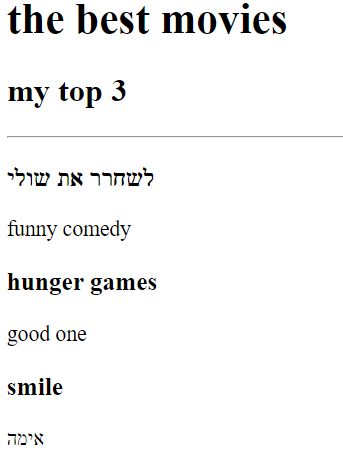 the best movies
my top 3
לשחרר את שולי
funny comedy
hunger games
good one
smile
אימה